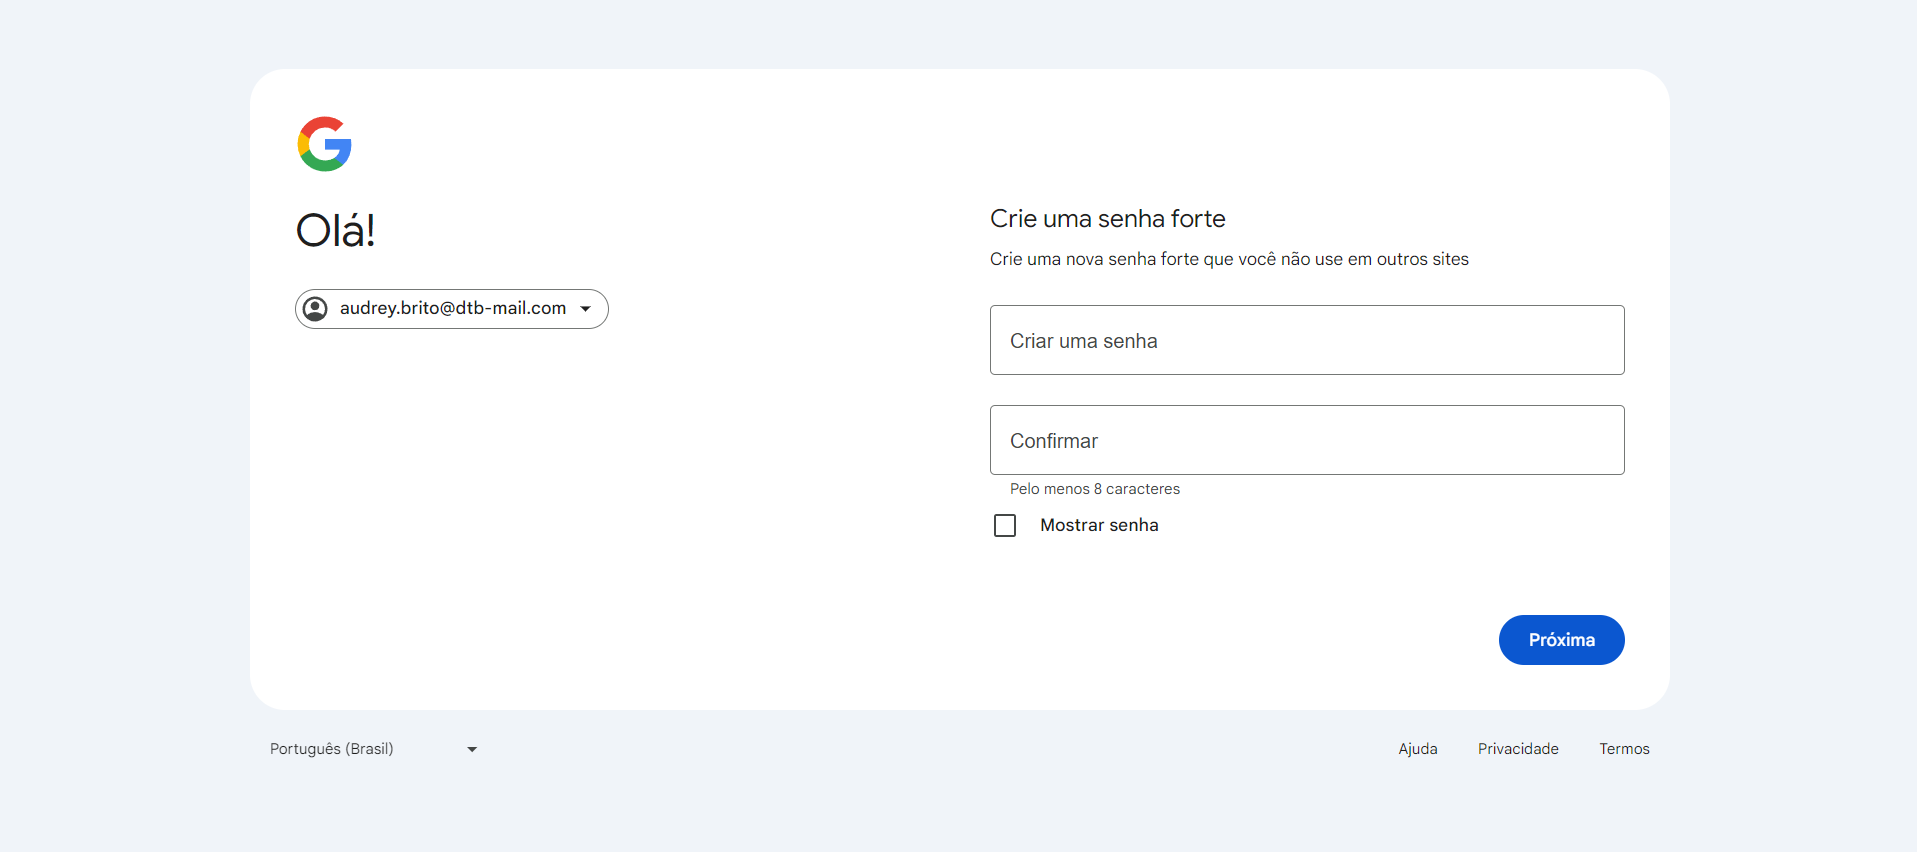 Olá!
audrey.brito@dtb-mail.com
Crie uma senha forte
Crie uma nova senha forte que você não use em outros sites
Criar uma senha
Confirmar
Pelo menos 8 caracteres
Mostrar senha
Próxima
Português (Brasil)
Ajuda
Privacidade
Termos